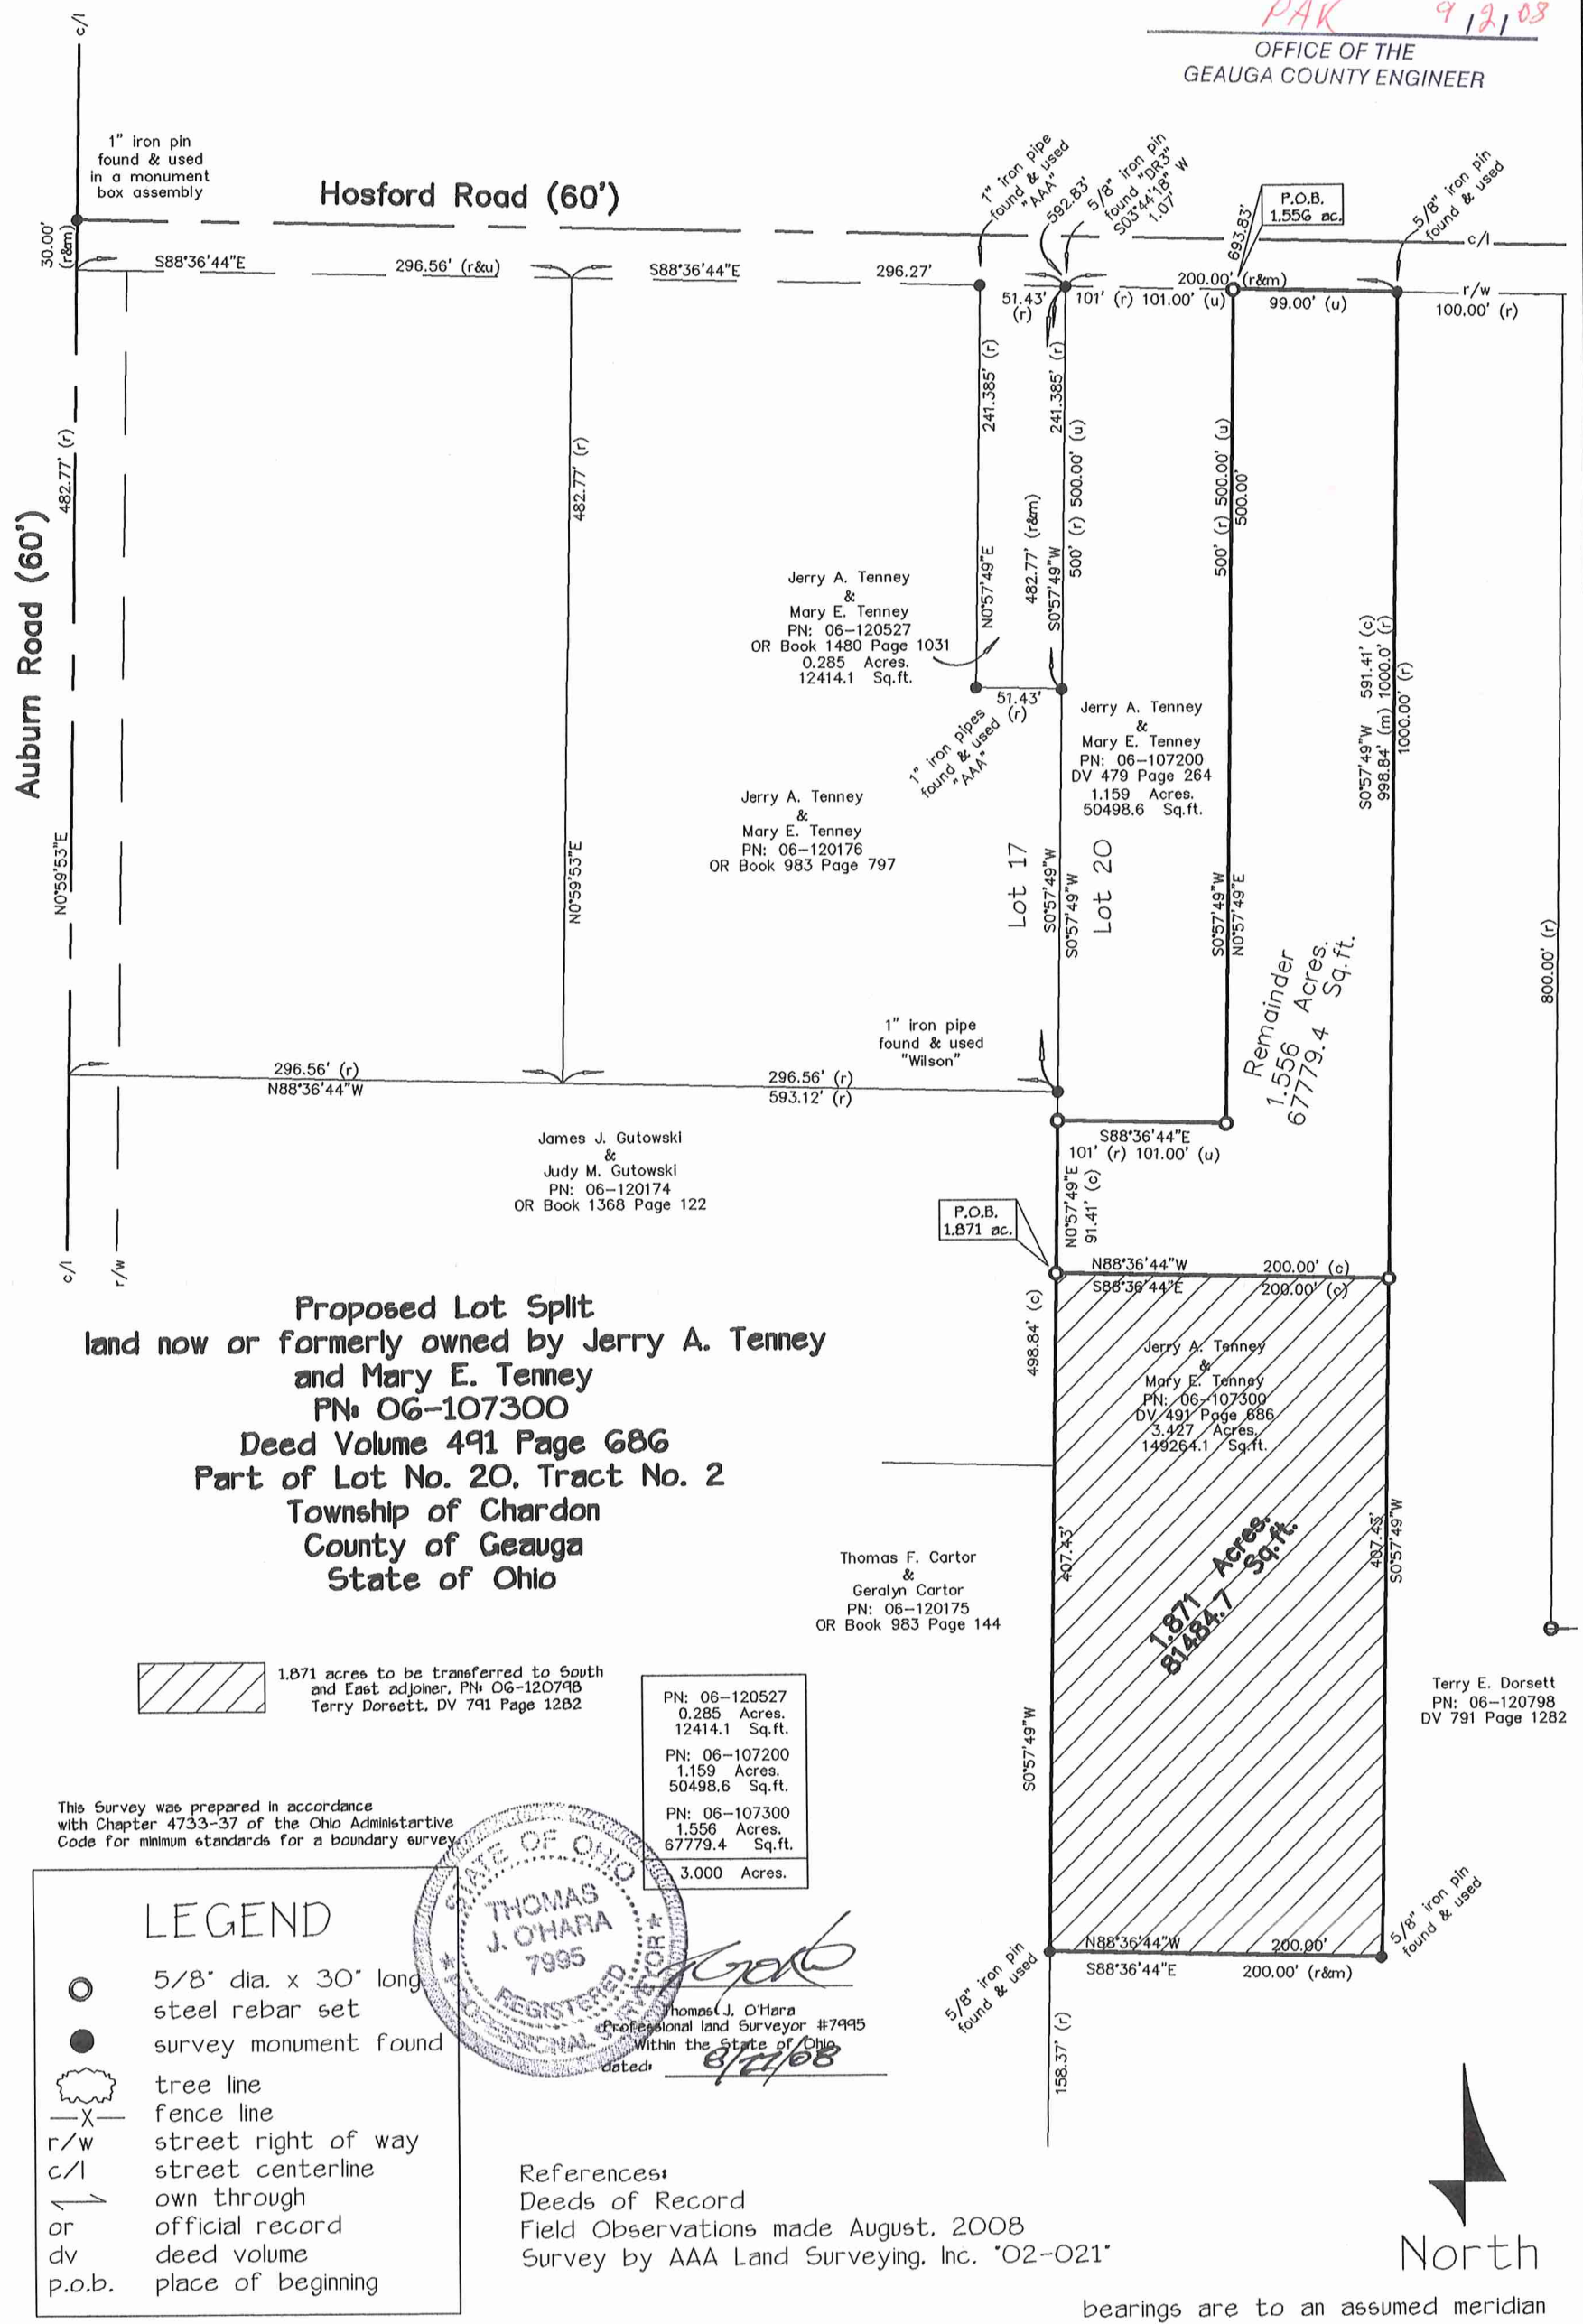 PAK 9/2/08
OFFICE OF THE
GEAUGA COUNTY ENGINEER
c/l
1" iron pin
found & used
in a monument
box assembly
Hosford Road (60')
1" iron pipe
found & used
"AAA"
592.83'
5/8" iron pin
found "DR3"
S03°44'18" W
1.07'
693.83'
P.O.B.
1.556 ac.
5/8" iron pin
found & used
c/l
30.00'
(r&m)
S88°36'44"E
296.56' (r&u)
S88°36'44"E
296.27'
51.43'
(r)
101' (r) 101.00' (u)
200.00' (r&m)
99.00' (u)
r/w
100.00' (r)
Auburn Road (60')
482.77' (r)
N0°59'53"E
482.77' (r)
N0°59'53"E
241.385' (r)
N0°57'49"E
482.77' (r&m)
241.385' (r)
S0°57'49"W
500' (r) 500.00' (u)
500' (r) 500.00' (u)
500.00'
S0°57'49"W 591.41' (c)
998.84' (m) 1000.0' (r)
1000.00' (r)
800.00' (r)
Jerry A. Tenney
&
Mary E. Tenney
PN: 06-120527
OR Book 1480 Page 1031
0.285 Acres.
12414.1 Sq.ft.
51.43'
(r)
1" iron pipes
found & used
"AAA"
Jerry A. Tenney
&
Mary E. Tenney
PN: 06-107200
DV 479 Page 264
1.159 Acres.
50498.6 Sq.ft.
Jerry A. Tenney
&
Mary E. Tenney
PN: 06-120176
OR Book 983 Page 797
Lot 17
S0°57'49"W
S0°57'49"W
Lot 20
S0°57'49"W
N0°57'49"E
Remainder
1.556 Acres.
67779.4 Sq.ft.
1" iron pipe
found & used
"Wilson"
296.56' (r)
N88°36'44"W
296.56' (r)
593.12' (r)
S88°36'44"E
101' (r) 101.00' (u)
James J. Gutowski
&
Judy M. Gutowski
PN: 06-120174
OR Book 1368 Page 122
N0°57'49"E
91.41' (c)
P.O.B.
1.871 ac.
c/l
r/w
N88°36'44"W 200.00' (c)
S88°36'44"E 200.00' (c)
498.84' (c)
Proposed Lot Split
land now or formerly owned by Jerry A. Tenney
and Mary E. Tenney
PN: 06-107300
Deed Volume 491 Page 686
Part of Lot No. 20, Tract No. 2
Township of Chardon
County of Geauga
State of Ohio
Jerry A. Tenney
&
Mary E. Tenney
PN: 06-107300
DV 491 Page 686
3.427 Acres.
149264.1 Sq.ft.
407.43'
1.871 Acres.
81484.7 Sq.ft.
407.43'
S0°57'49"W
Thomas F. Cartor
&
Geralyn Cartor
PN: 06-120175
OR Book 983 Page 144
S0°57'49"W
Terry E. Dorsett
PN: 06-120798
DV 791 Page 1282
1.871 acres to be transferred to South
and East adjoiner, PN: 06-120798
Terry Dorsett, DV 791 Page 1282
PN: 06-120527
0.285 Acres.
12414.1 Sq.ft.
PN: 06-107200
1.159 Acres.
50498.6 Sq.ft.
PN: 06-107300
1.556 Acres.
67779.4 Sq.ft.
3.000 Acres.
This Survey was prepared in accordance
with Chapter 4733-37 of the Ohio Administartive
Code for minimum standards for a boundary survey.
STATE OF OHIO
THOMAS
J. O'HARA
7995
REGISTERED
PROFESSIONAL SURVEYOR
Thomas J. O'Hara
Professional land Surveyor #7995
Within the State of Ohio
dated: 8/22/08
N88°36'44"W 200.00'
S88°36'44"E 200.00' (r&m)
5/8" iron pin
found & used
5/8" iron pin
found & used
158.37' (r)
LEGEND
5/8" dia. x 30" long
steel rebar set
survey monument found
tree line
—X— fence line
r/w street right of way
c/l street centerline
own through
or official record
dv deed volume
p.o.b. place of beginning
References:
Deeds of Record
Field Observations made August, 2008
Survey by AAA Land Surveying, Inc. "02-021"
North
bearings are to an assumed meridian